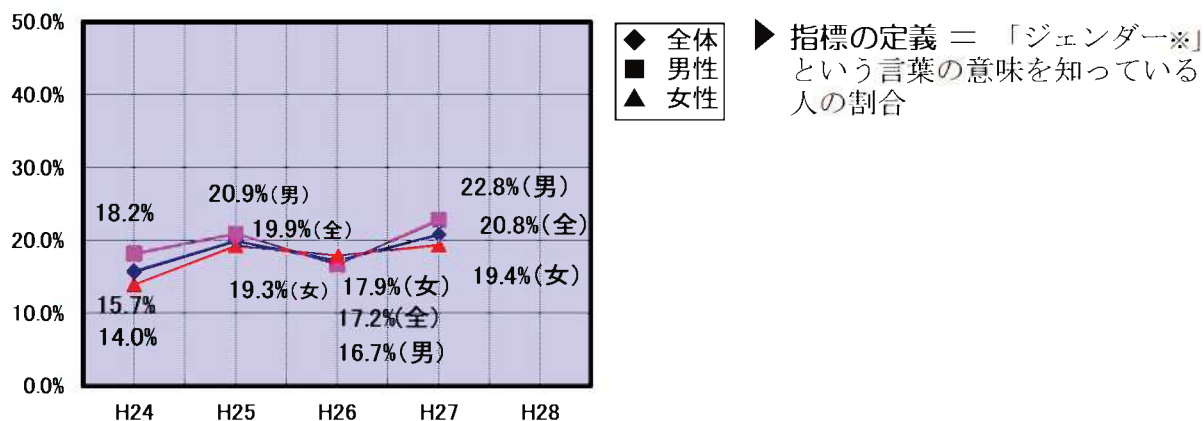 50.0%
40.0%
30.0%
20.0%
10.0%
0.0%
18.2%
15.7%
14.0%
20.9%(男)
19.9%(全)
19.3%(女)
17.9%(女)
17.2%(全)
16.7%(男)
22.8%(男)
20.8%(全)
19.4%(女)
H24 H25 H26 H27 H28
◆ 全体
■ 男性
▲ 女性
▶ 指標の定義 = 「ジェンダー※」
という言葉の意味を知っている
人の割合